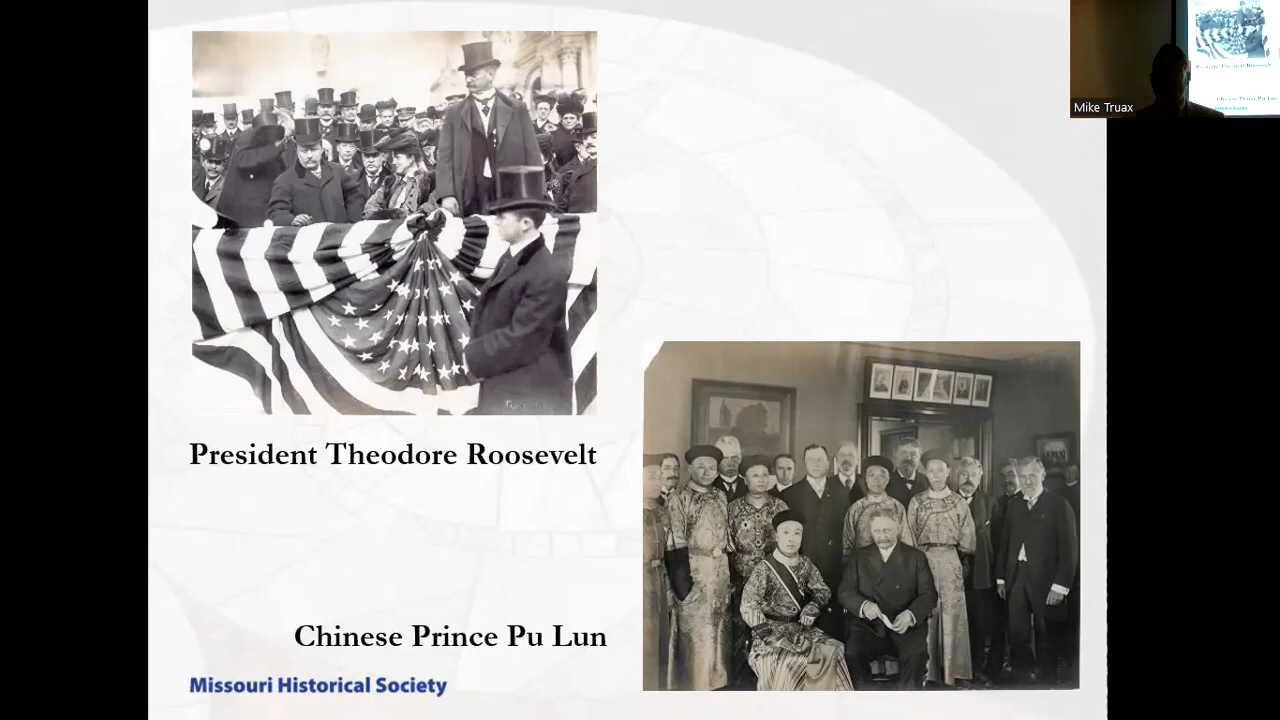 Mike Truax
President Theodore Roosevelt
Chinese Prince Pu Lun
Missouri Historical Society